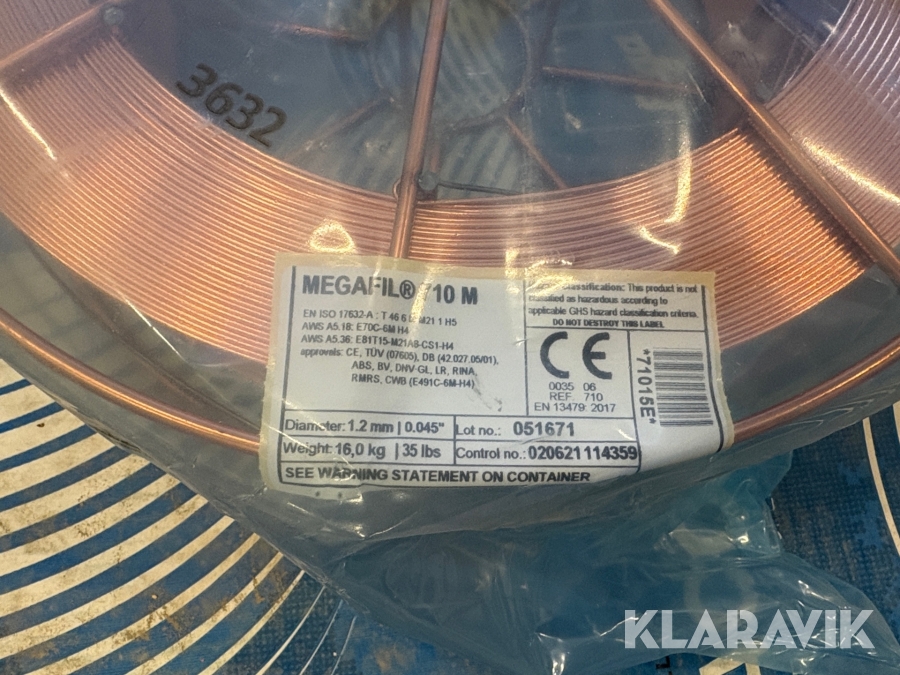 3632
MEGAFIL® 710 M
EN ISO 17632-A : T 46 6 M21 1 H5
AWS A5.18: E70C-6M H4
AWS A5.36: E81T15-M21A8-CS1-H4
approvals: CE, TÜV (07605), DB (42.027.05/01),
ABS, BV, DNV-GL, LR, RINA,
RMRS, CWB (E491C-6M-H4)
Diameter: 1.2 mm | 0.045"
Weight: 16,0 kg | 35 lbs
Lot no.: 051671
Control no.: 020621 114359
SEE WARNING STATEMENT ON CONTAINER
Classification: This product is not
classified as hazardous according to
applicable GHS hazard classification criteria.
DO NOT DESTROY THIS LABEL
CE
0035 06
REF. 710
EN 13479: 2017
*71015E*
KLARAVIK